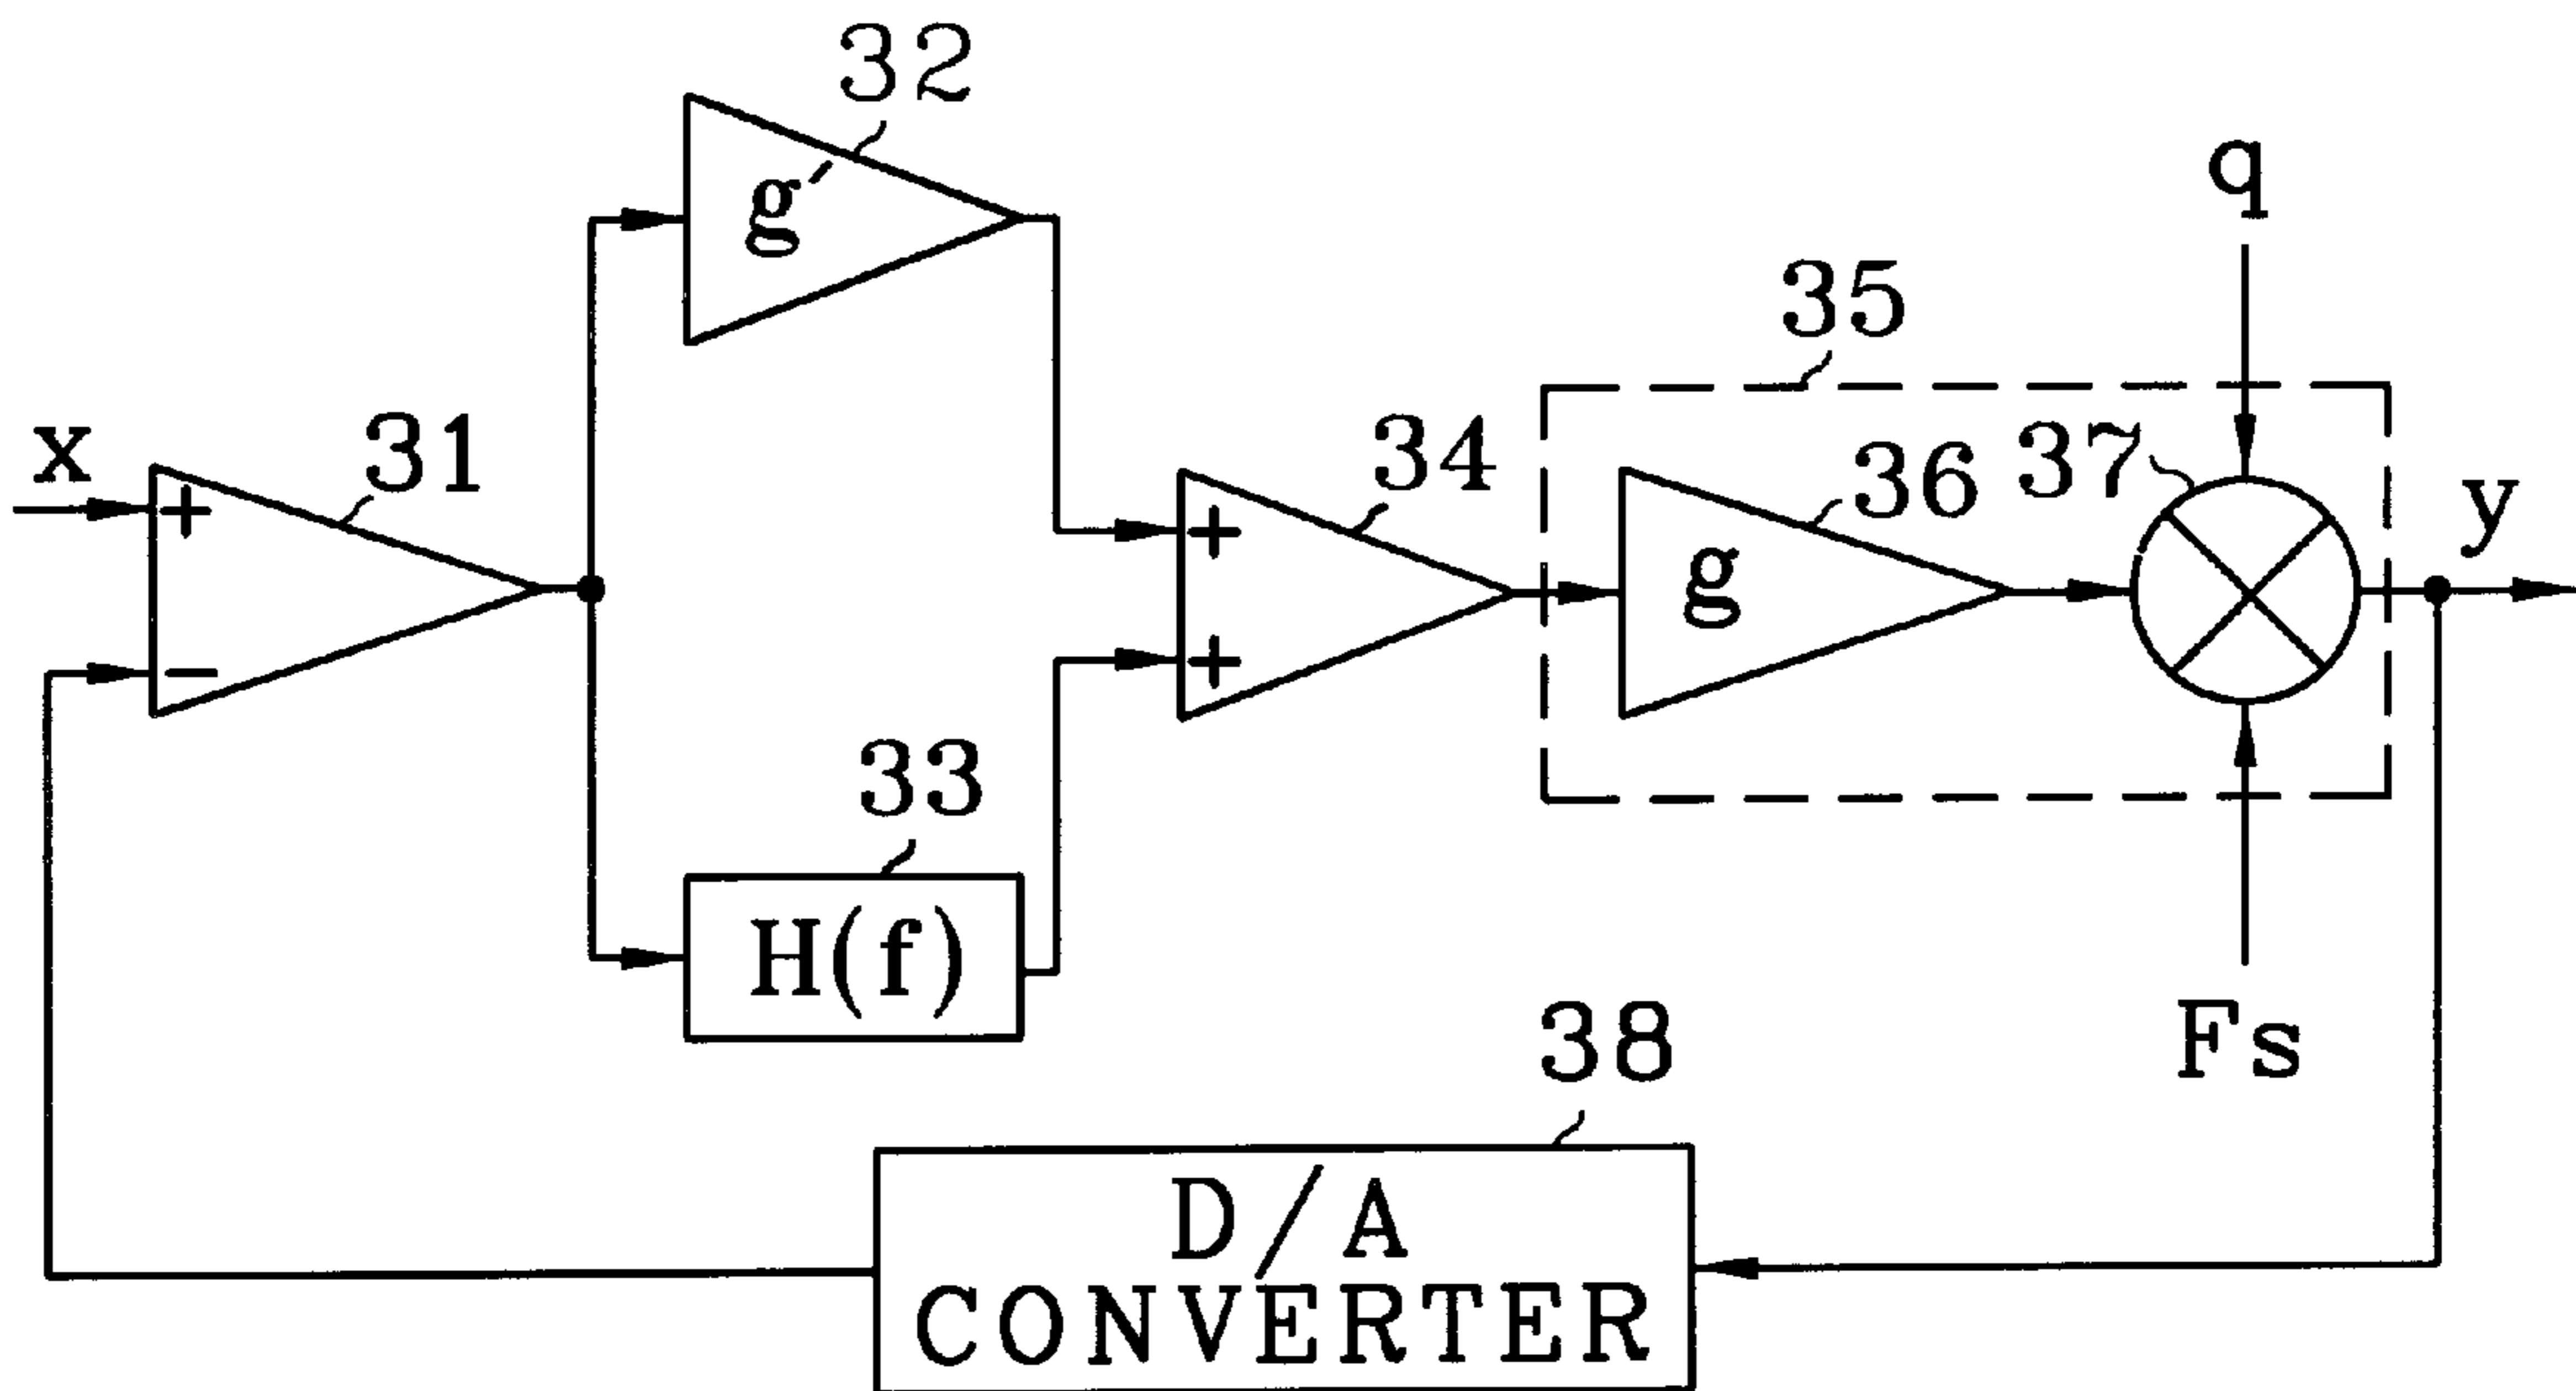 32
g′
q
35
x
31
34
36
37
y
+
+
g
−
+
33
H(f)
Fs
38
D/A
CONVERTER